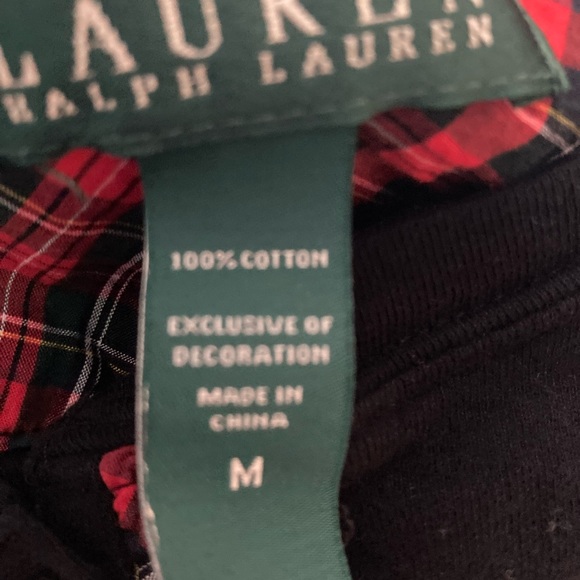 LAUREN
RALPH LAUREN
100% COTTON
EXCLUSIVE OF
DECORATION
MADE IN
CHINA
M